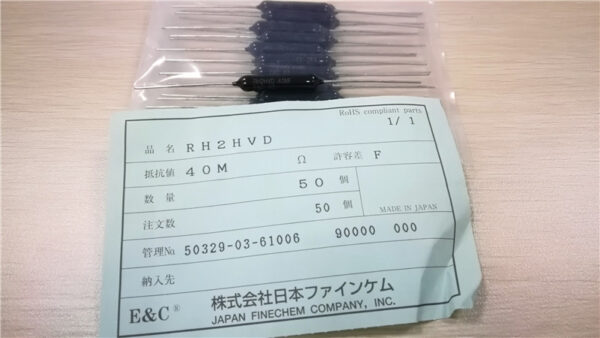 RoHS compliant parts
1/1
品名 RH2HVD
抵抗値 40M Ω 許容差 F
数量 50 個
注文数 50 個
MADE IN JAPAN
管理No 50329-03-61006 90000 000
納入先
E&C® 株式会社日本ファインケム
JAPAN FINECHEM COMPANY, INC.